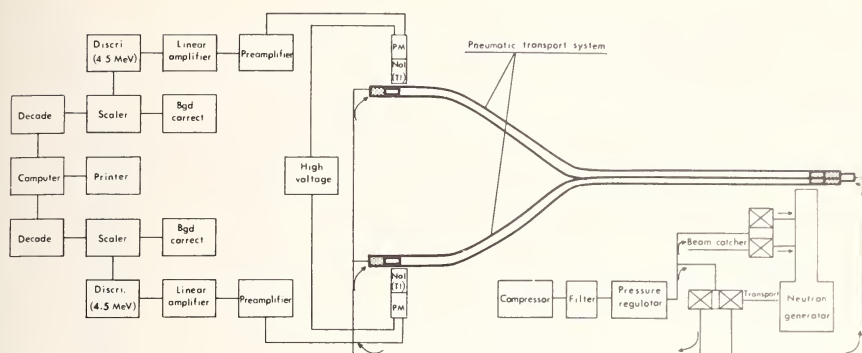 Pneumatic transport system
Discri.
(4.5 MeV)
Linear
amplifier
Preamplifier
PM
NaI
(Tl)
Decade
Scaler
Bgd
correct
Computer
Printer
High
voltage
Decade
Scaler
Bgd
correct
Discri.
(4.5 MeV)
Linear
amplifier
Preamplifier
NaI
(Tl)
PM
Compressor
Filter
Pressure
regulator
Beam catcher
Transport
Neutron
generator